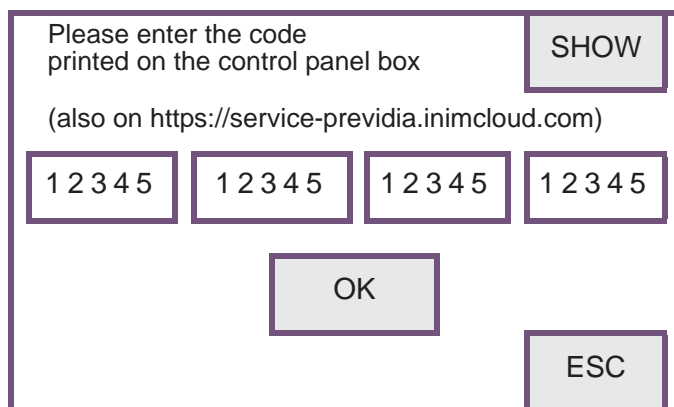 Please enter the code
printed on the control panel box
SHOW
(also on https://service-previdia.inimcloud.com)
1 2 3 4 5 1 2 3 4 5 1 2 3 4 5 1 2 3 4 5
OK
ESC